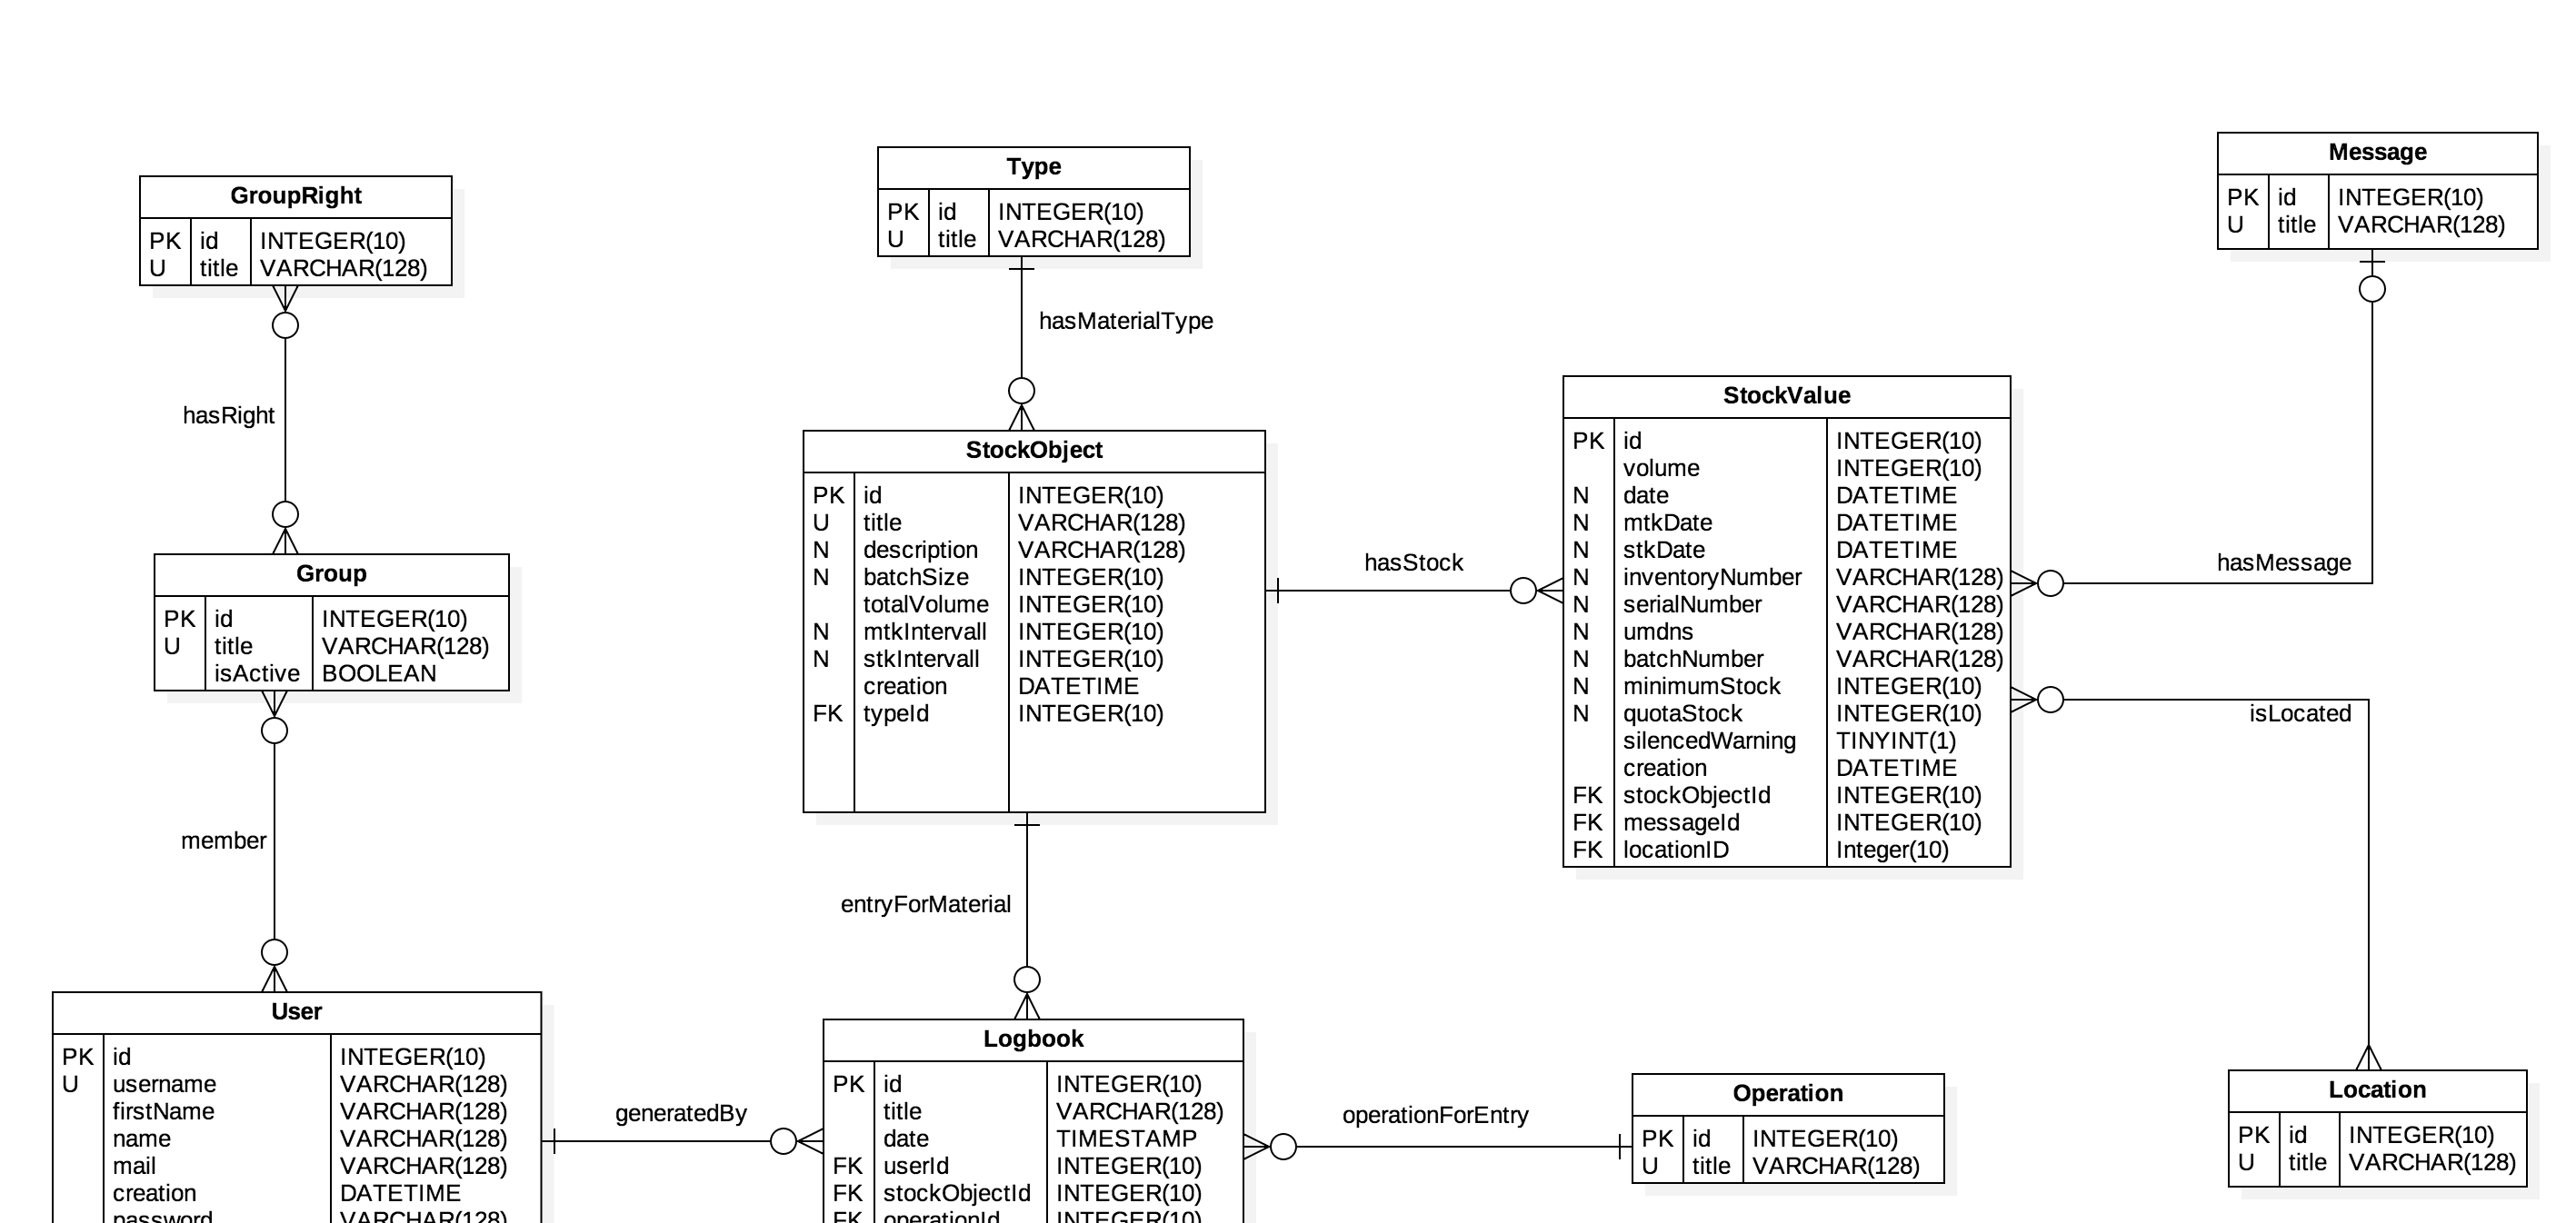 GroupRight
PK id INTEGER(10)
U title VARCHAR(128)
hasRight
Group
PK id INTEGER(10)
U title VARCHAR(128)
isActive BOOLEAN
member
User
PK id INTEGER(10)
U username VARCHAR(128)
firstName VARCHAR(128)
name VARCHAR(128)
mail VARCHAR(128)
creation DATETIME
password VARCHAR(128)
generatedBy
Type
PK id INTEGER(10)
U title VARCHAR(128)
hasMaterialType
StockObject
PK id INTEGER(10)
U title VARCHAR(128)
N description VARCHAR(128)
N batchSize INTEGER(10)
totalVolume INTEGER(10)
N mtkIntervall INTEGER(10)
N stkIntervall INTEGER(10)
creation DATETIME
FK typeId INTEGER(10)
entryForMaterial
Logbook
PK id INTEGER(10)
title VARCHAR(128)
date TIMESTAMP
FK userId INTEGER(10)
FK stockObjectId INTEGER(10)
FK operationId INTEGER(10)
hasStock
StockValue
PK id INTEGER(10)
volume INTEGER(10)
N date DATETIME
N mtkDate DATETIME
N stkDate DATETIME
N inventoryNumber VARCHAR(128)
N serialNumber VARCHAR(128)
N umdns VARCHAR(128)
N batchNumber VARCHAR(128)
N minimumStock INTEGER(10)
N quotaStock INTEGER(10)
silencedWarning TINYINT(1)
creation DATETIME
FK stockObjectId INTEGER(10)
FK messageId INTEGER(10)
FK locationID Integer(10)
operationForEntry
Operation
PK id INTEGER(10)
U title VARCHAR(128)
Message
PK id INTEGER(10)
U title VARCHAR(128)
hasMessage
isLocated
Location
PK id INTEGER(10)
U title VARCHAR(128)